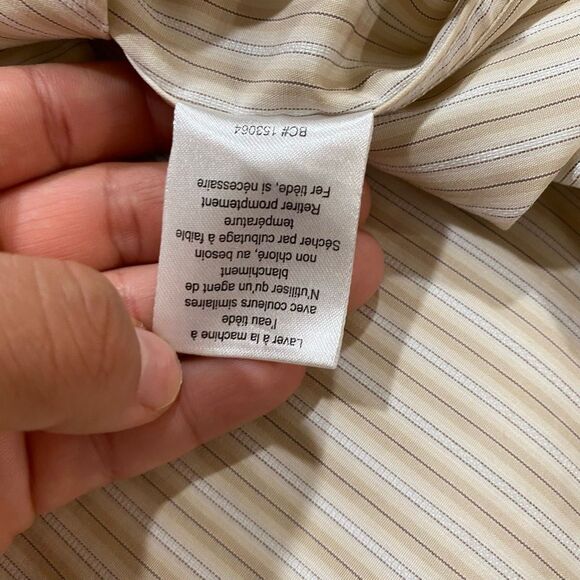 Laver à la machine à
l'eau tiède
avec couleurs similaires
N'utiliser qu'un agent de
blanchiment
non chloré, au besoin
Sécher par culbutage à faible
température
Retirer promptement
Fer tiède, si nécessaire
BC# 153064